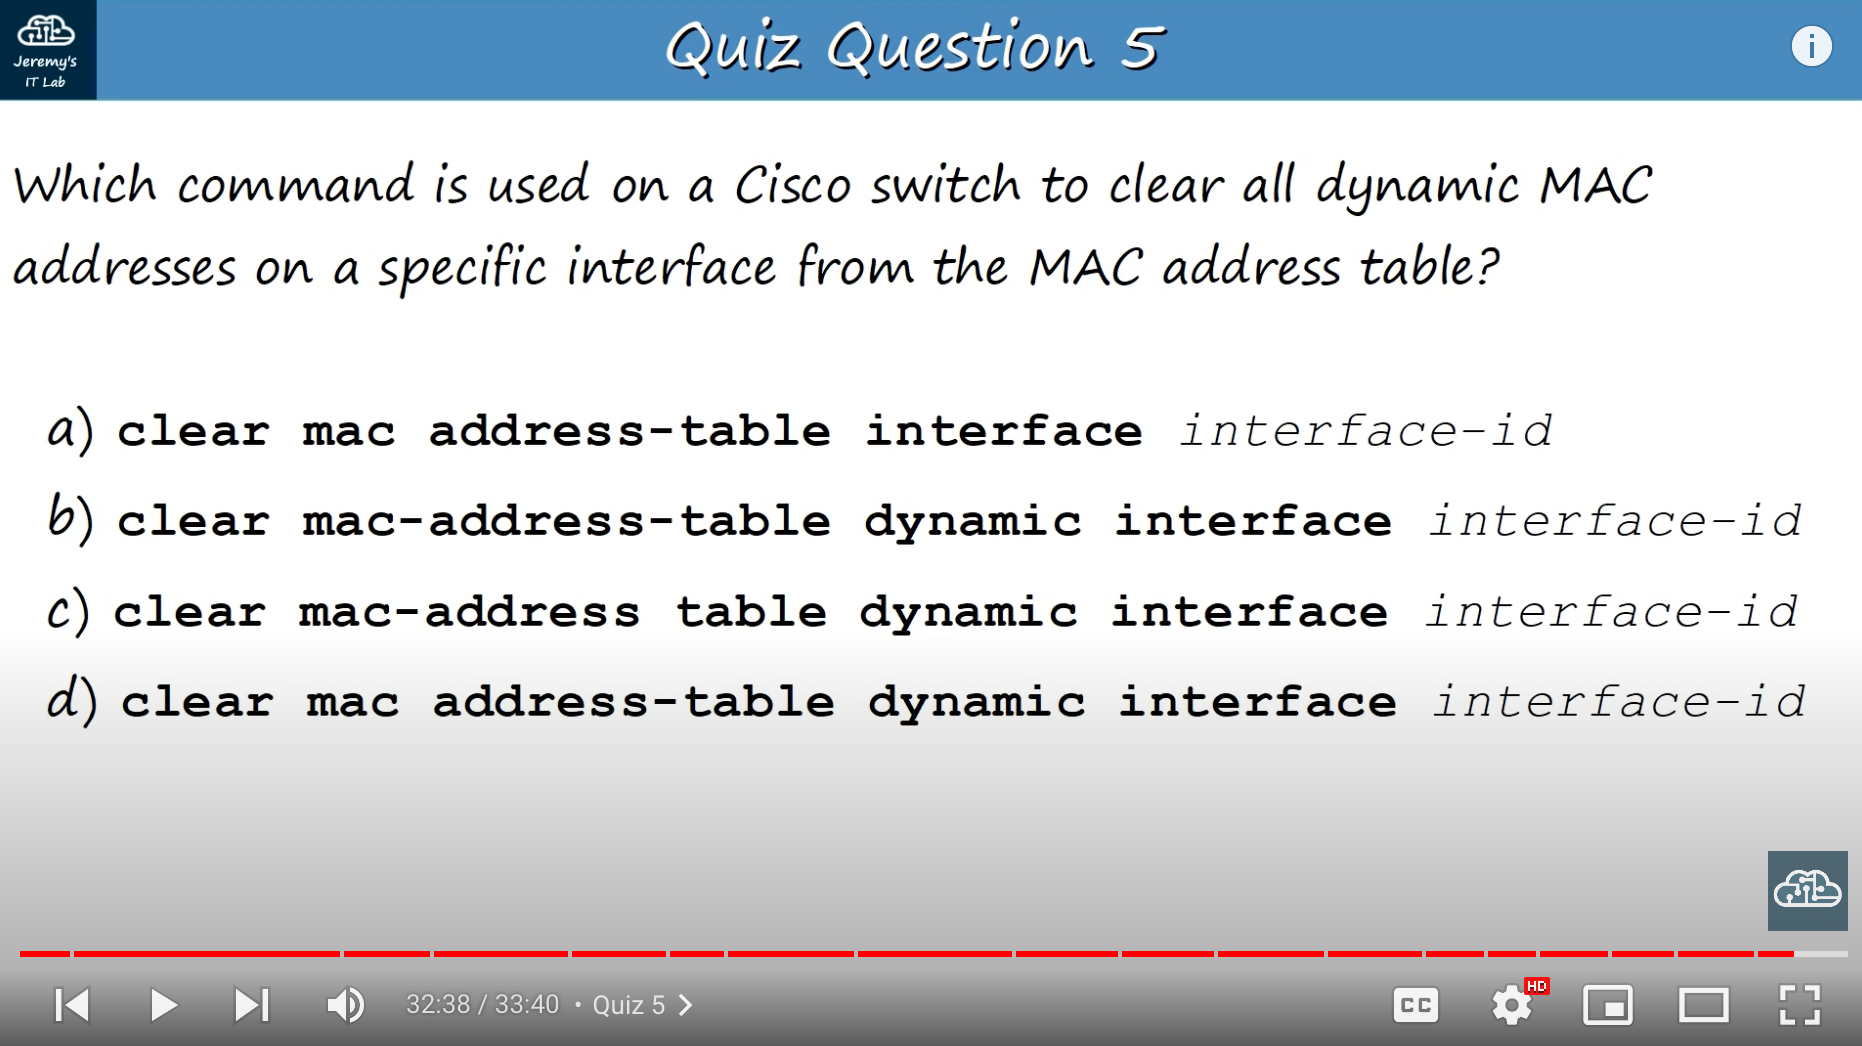 Jeremy's
IT Lab
Quiz Question 5
Which command is used on a Cisco switch to clear all dynamic MAC
addresses on a specific interface from the MAC address table?
a) clear mac address-table interface interface-id
b) clear mac-address-table dynamic interface interface-id
c) clear mac-address table dynamic interface interface-id
d) clear mac address-table dynamic interface interface-id
32:38 / 33:40 • Quiz 5
CC
HD